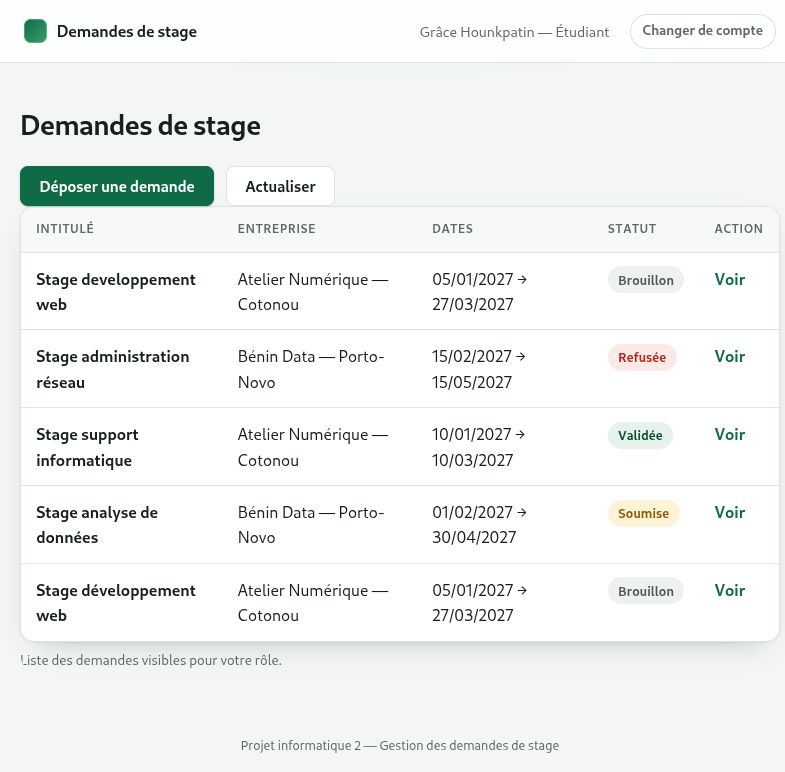 Demandes de stage
Grâce Hounkpatin — Étudiant
Changer de compte
Demandes de stage
Déposer une demande
Actualiser
INTITULÉ ENTREPRISE DATES STATUT ACTION
Stage developpement Atelier Numérique — 05/01/2027 → Brouillon Voir
web Cotonou 27/03/2027
Stage administration Bénin Data — Porto- 15/02/2027 → Refusée Voir
réseau Novo 15/05/2027
Stage support Atelier Numérique — 10/01/2027 → Validée Voir
informatique Cotonou 10/03/2027
Stage analyse de Bénin Data — Porto- 01/02/2027 → Soumise Voir
données Novo 30/04/2027
Stage développement Atelier Numérique — 05/01/2027 → Brouillon Voir
web Cotonou 27/03/2027
Liste des demandes visibles pour votre rôle.
Projet informatique 2 — Gestion des demandes de stage